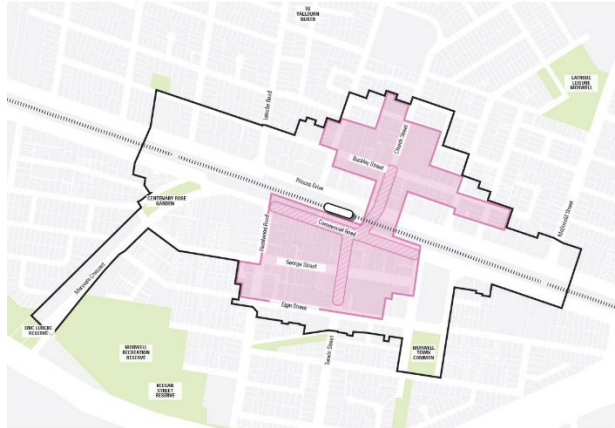 TO
YALLOURN
NORTH
LATROBE
LEISURE
MORWELL
Church Street
Buckley Street
Princes Drive
McDonald Street
CENTENARY ROSE
GARDEN
Hazelwood Road
Commercial Road
George Street
Maryvale Crescent
Elgin Street
ERIC LUBCKE
RESERVE
MORWELL
RECREATION
RESERVE
Tarwin Street
MORWELL
TOWN
COMMON
KEEGAN
STREET
RESERVE